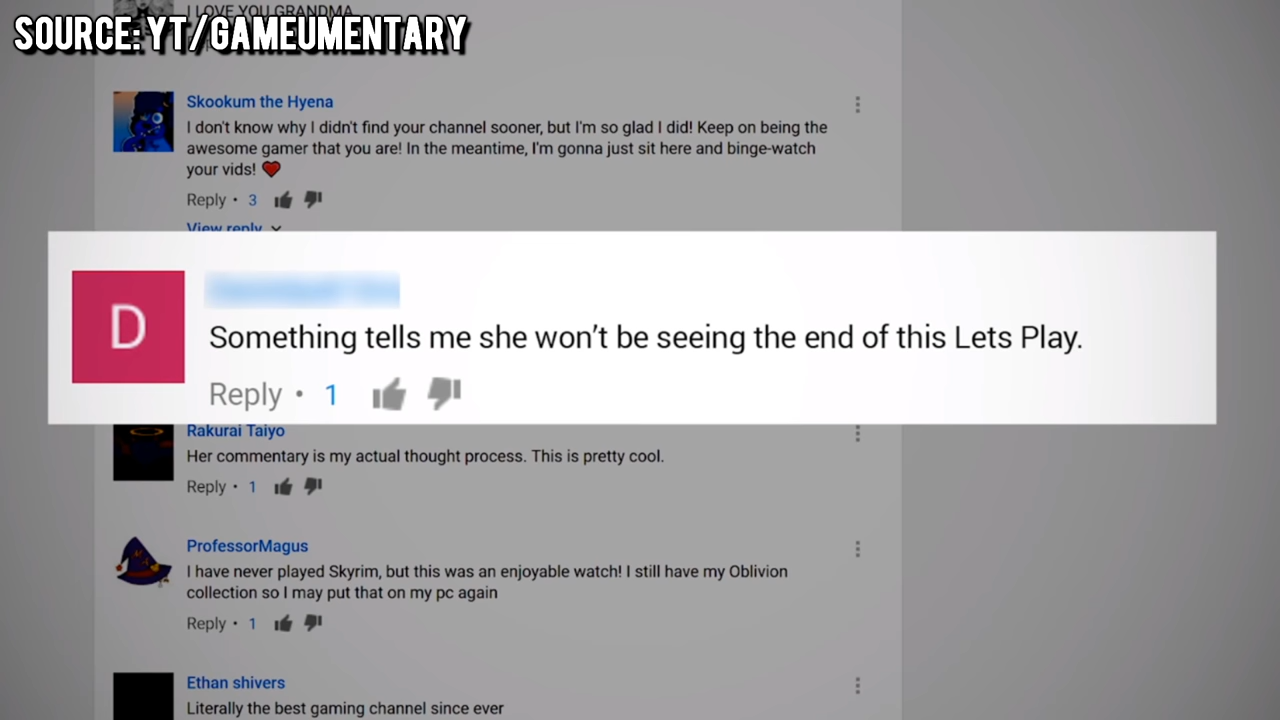 I LOVE YOU GRANDMA
SOURCE: YT/GAMEUMENTARY
Skookum the Hyena
I don't know why I didn't find your channel sooner, but I'm so glad I did! Keep on being the
awesome gamer that you are! In the meantime, I'm gonna just sit here and binge-watch
your vids! ❤️
Reply • 3
View reply
D
Something tells me she won’t be seeing the end of this Lets Play.
Reply • 1
Rakurai Taiyo
Her commentary is my actual thought process. This is pretty cool.
Reply • 1
ProfessorMagus
I have never played Skyrim, but this was an enjoyable watch! I still have my Oblivion
collection so I may put that on my pc again
Reply • 1
Ethan shivers
Literally the best gaming channel since ever